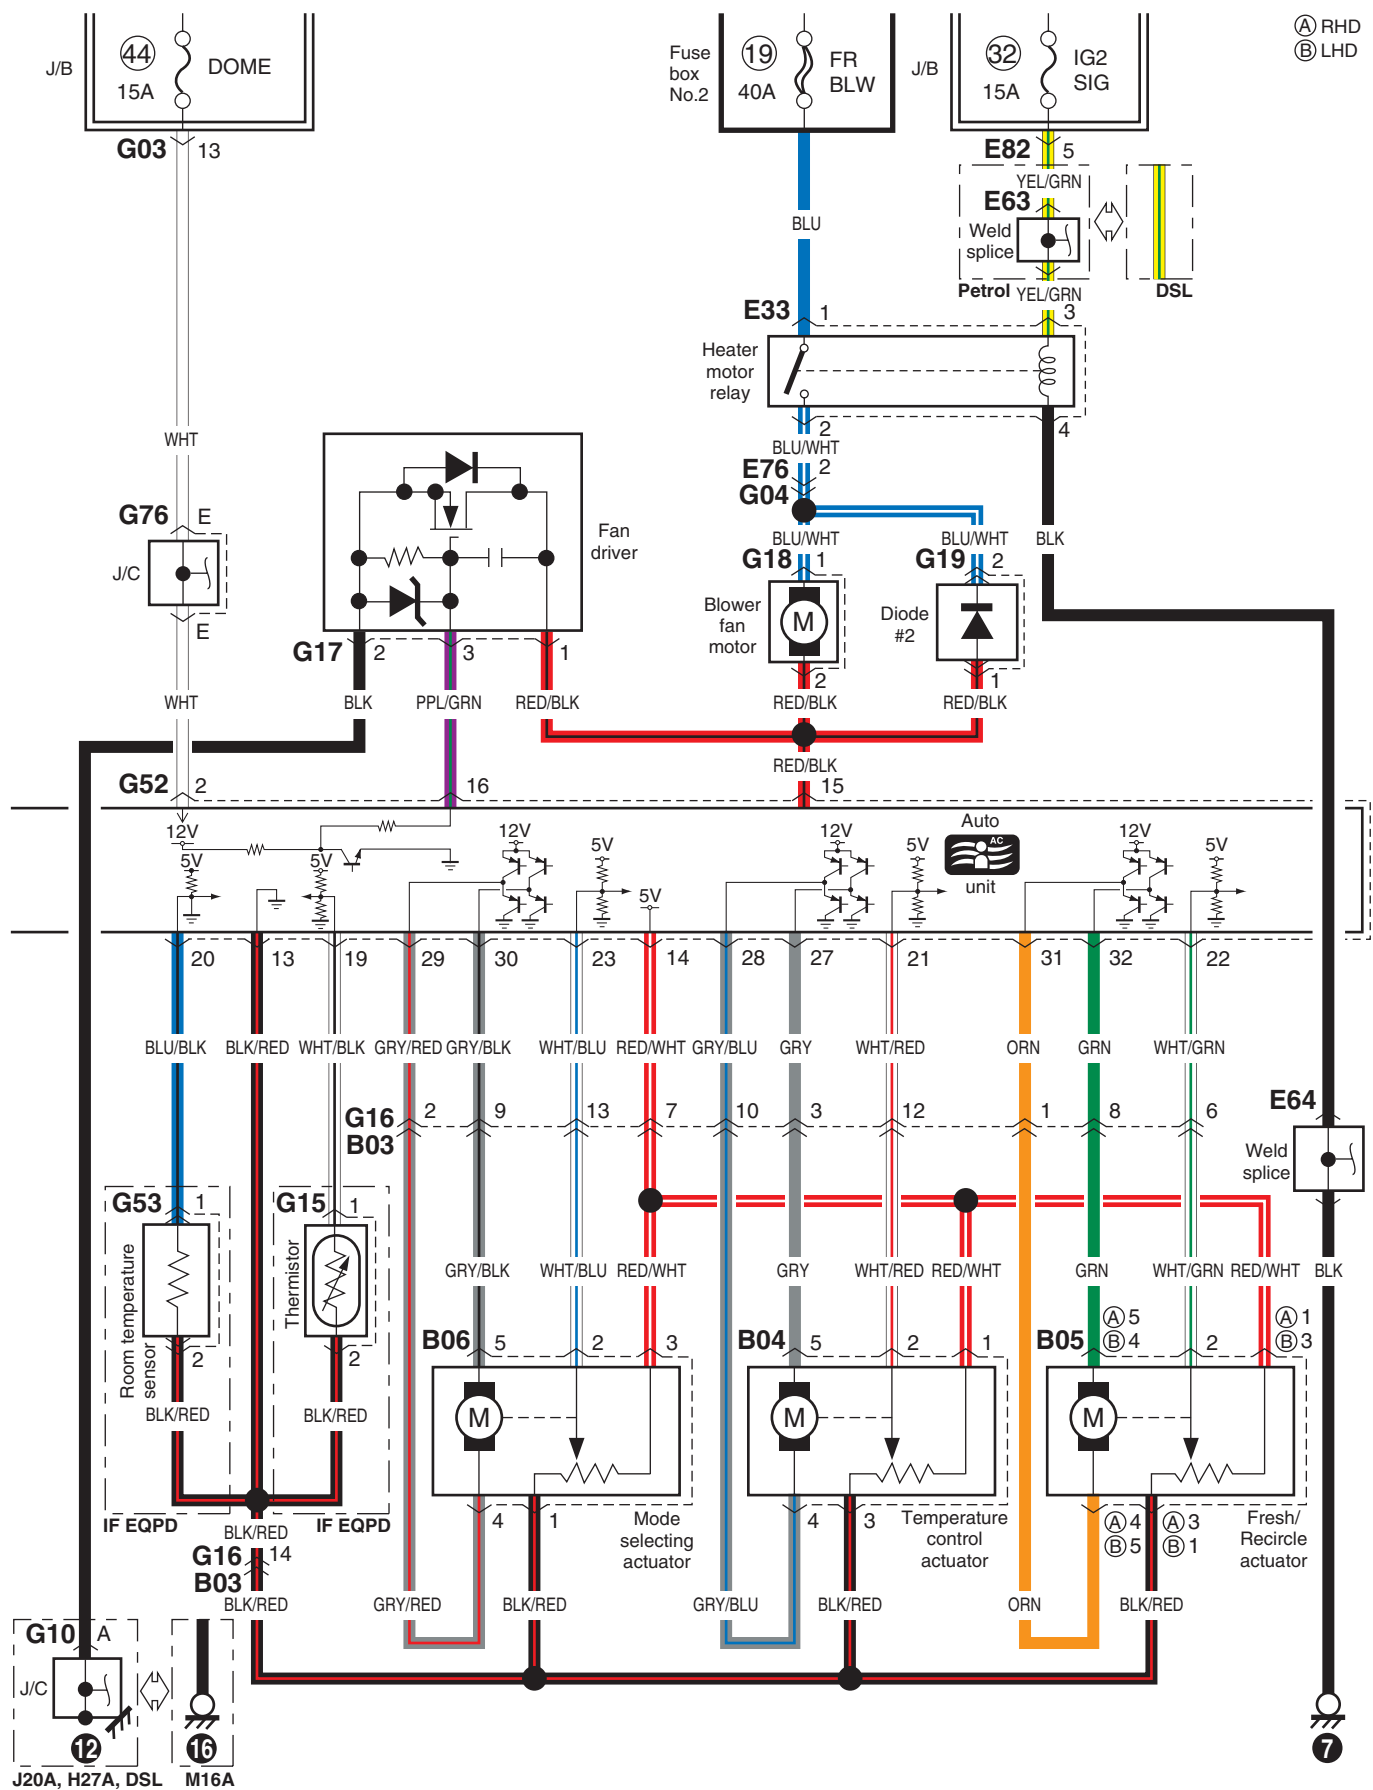 44
15A
DOME
J/B
Fuse
box
No.2
19
40A
FR
BLW
J/B
32
15A
IG2
SIG
A RHD
B LHD
G03 13
E82 5
YEL/GRN
E63
Weld
splice
Petrol YEL/GRN
DSL
BLU
E33 1
3
Heater
motor
relay
2
4
BLU/WHT
E76 2
G04
WHT
G76 E
J/C
E
Fan
driver
BLU/WHT
BLU/WHT
BLK
G18 1
G19 2
Blower
fan
motor
M
Diode
#2
G17 2
3
1
2
1
WHT
BLK
PPL/GRN
RED/BLK
RED/BLK
RED/BLK
RED/BLK
G52 2
16
15
12V
5V
5V
12V
5V
5V
12V
5V
Auto
AC
unit
12V
5V
20
13
19
29
30
23
14
28
27
21
31
32
22
BLU/BLK
BLK/RED
WHT/BLK
GRY/RED
GRY/BLK
WHT/BLU
RED/WHT
GRY/BLU
GRY
WHT/RED
ORN
GRN
WHT/GRN
G16
B03
2
9
13
7
10
3
12
1
8
6
E64
Weld
splice
G53 1
Room temperature
sensor
2
BLK/RED
IF EQPD
G15 1
Thermistor
2
BLK/RED
IF EQPD
GRY/BLK
WHT/BLU
RED/WHT
GRY
WHT/RED
RED/WHT
GRN
WHT/GRN
RED/WHT
BLK
B06 5
2
3
B04 5
2
1
B05
A 5
B 4
2
A 1
B 3
M
M
M
4
1
Mode
selecting
actuator
4
3
Temperature
control
actuator
A 4
B 5
A 3
B 1
Fresh/
Recircle
actuator
BLK/RED
G16 14
B03
BLK/RED
GRY/RED
BLK/RED
GRY/BLU
BLK/RED
ORN
BLK/RED
G10 A
J/C
12
J20A, H27A, DSL
16
M16A
7